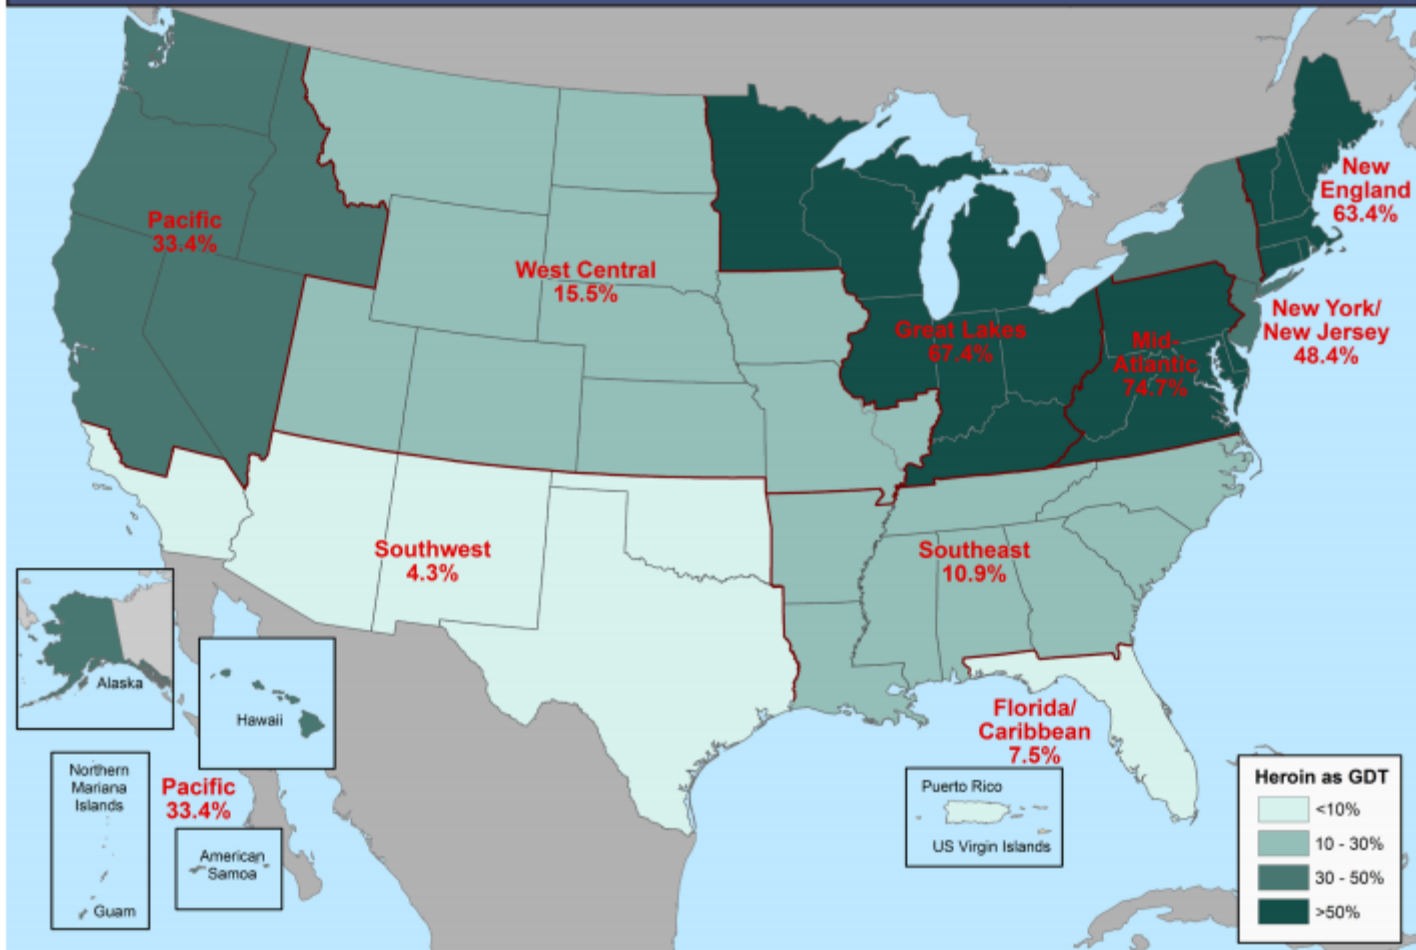 New
England
63.4%
Pacific
33.4%
West Central
15.5%
New York/
New Jersey
48.4%
Great Lakes
67.4%
Mid-
Atlantic
74.7%
Southwest
4.3%
Southeast
10.9%
Alaska
Hawaii
Florida/
Caribbean
7.5%
Northern
Mariana
Islands
Guam
Pacific
33.4%
American
Samoa
Puerto Rico
US Virgin Islands
Heroin as GDT
<10%
10 - 30%
30 - 50%
>50%